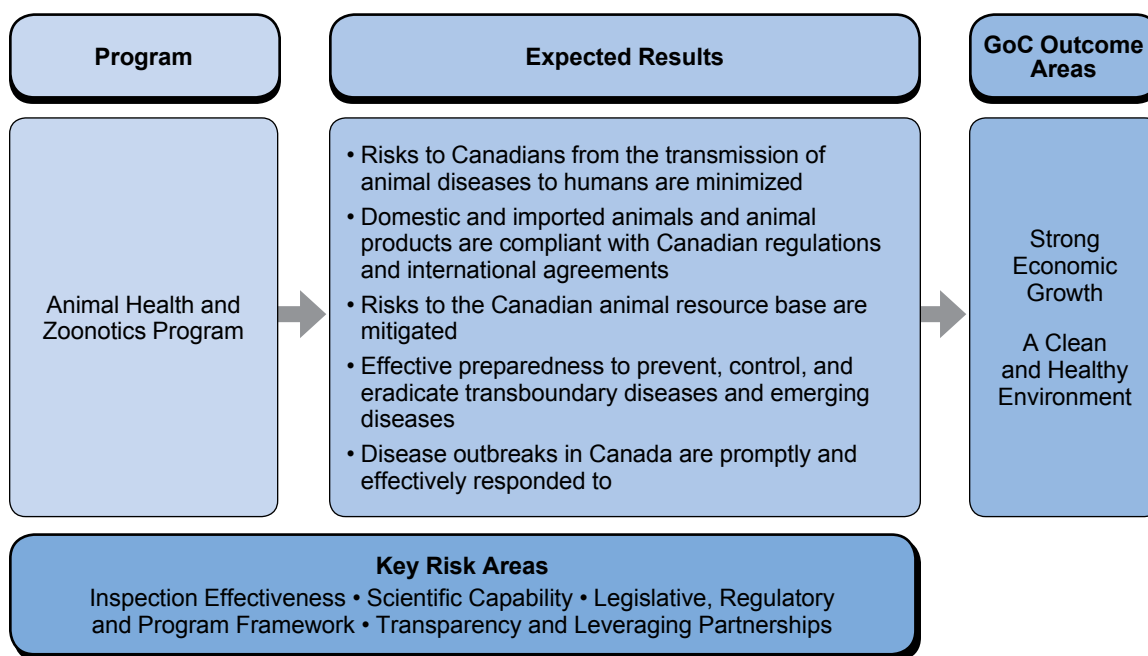 Program
Expected Results
GoC Outcome
Areas
Animal Health and
Zoonotics Program
• Risks to Canadians from the transmission of
animal diseases to humans are minimized
• Domestic and imported animals and animal
products are compliant with Canadian regulations
and international agreements
• Risks to the Canadian animal resource base are
mitigated
• Effective preparedness to prevent, control, and
eradicate transboundary diseases and emerging
diseases
• Disease outbreaks in Canada are promptly and
effectively responded to
Strong
Economic
Growth
A Clean
and Healthy
Environment
Key Risk Areas
Inspection Effectiveness • Scientific Capability • Legislative, Regulatory
and Program Framework • Transparency and Leveraging Partnerships